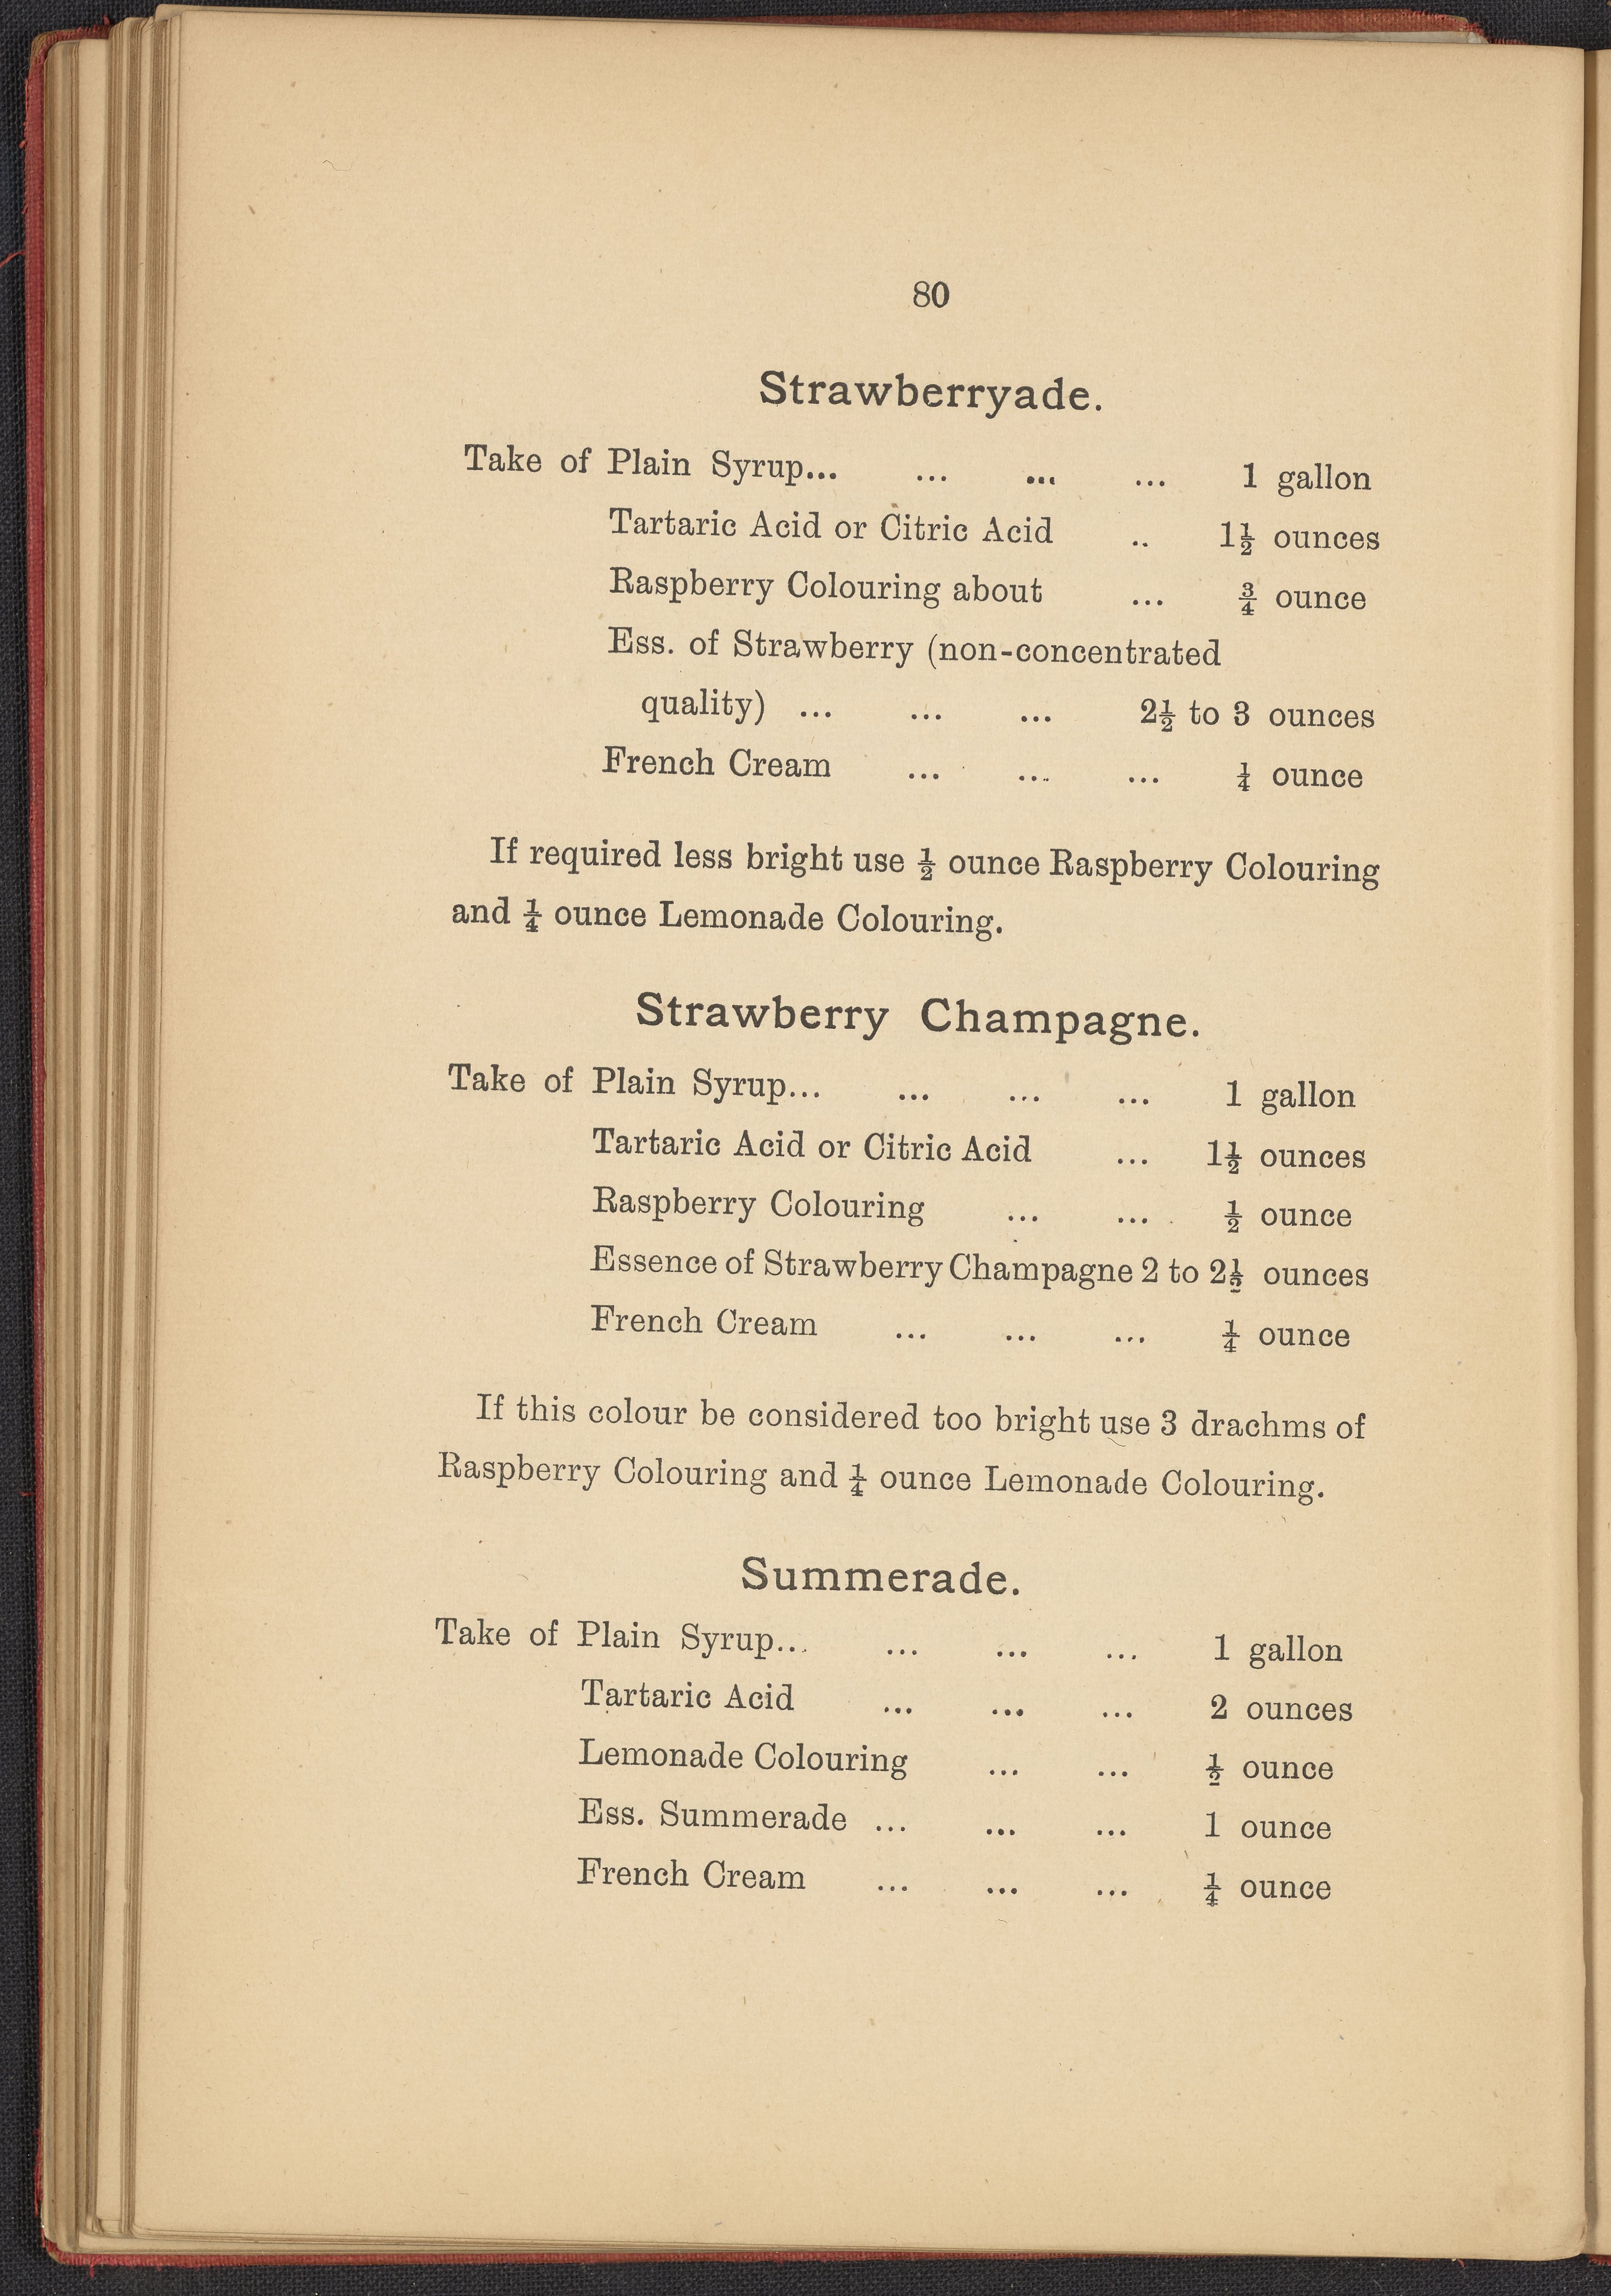 80
Strawberryade.
Take of Plain Syrup... ... ... ... 1 gallon
Tartaric Acid or Citric Acid .. 1½ ounces
Raspberry Colouring about ... ¾ ounce
Ess. of Strawberry (non-concentrated
quality) ... ... ... 2½ to 3 ounces
French Cream ... ... ... ¼ ounce
If required less bright use ½ ounce Raspberry Colouring
and ¼ ounce Lemonade Colouring.
Strawberry Champagne.
Take of Plain Syrup... ... ... ... 1 gallon
Tartaric Acid or Citric Acid ... 1½ ounces
Raspberry Colouring ... ... ½ ounce
Essence of Strawberry Champagne 2 to 2½ ounces
French Cream ... ... ... ¼ ounce
If this colour be considered too bright use 3 drachms of
Raspberry Colouring and ¼ ounce Lemonade Colouring.
Summerade.
Take of Plain Syrup... ... ... ... 1 gallon
Tartaric Acid ... ... ... 2 ounces
Lemonade Colouring ... ... ½ ounce
Ess. Summerade ... ... ... 1 ounce
French Cream ... ... ... ¼ ounce